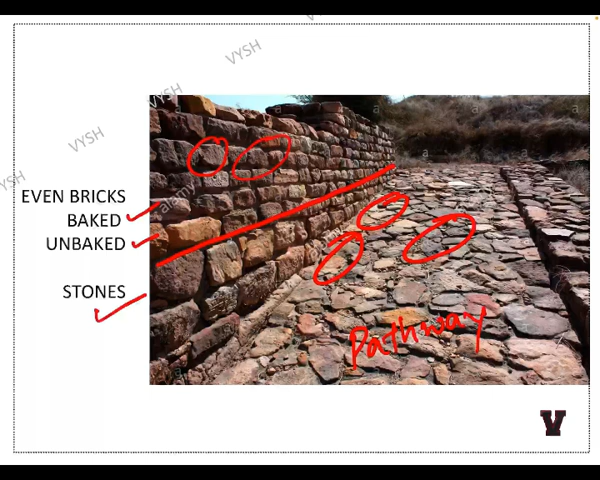 VYSH
VYSH
VYSH
VYSH
EVEN BRICKS
BAKED
UNBAKED
STONES
Pathway
V